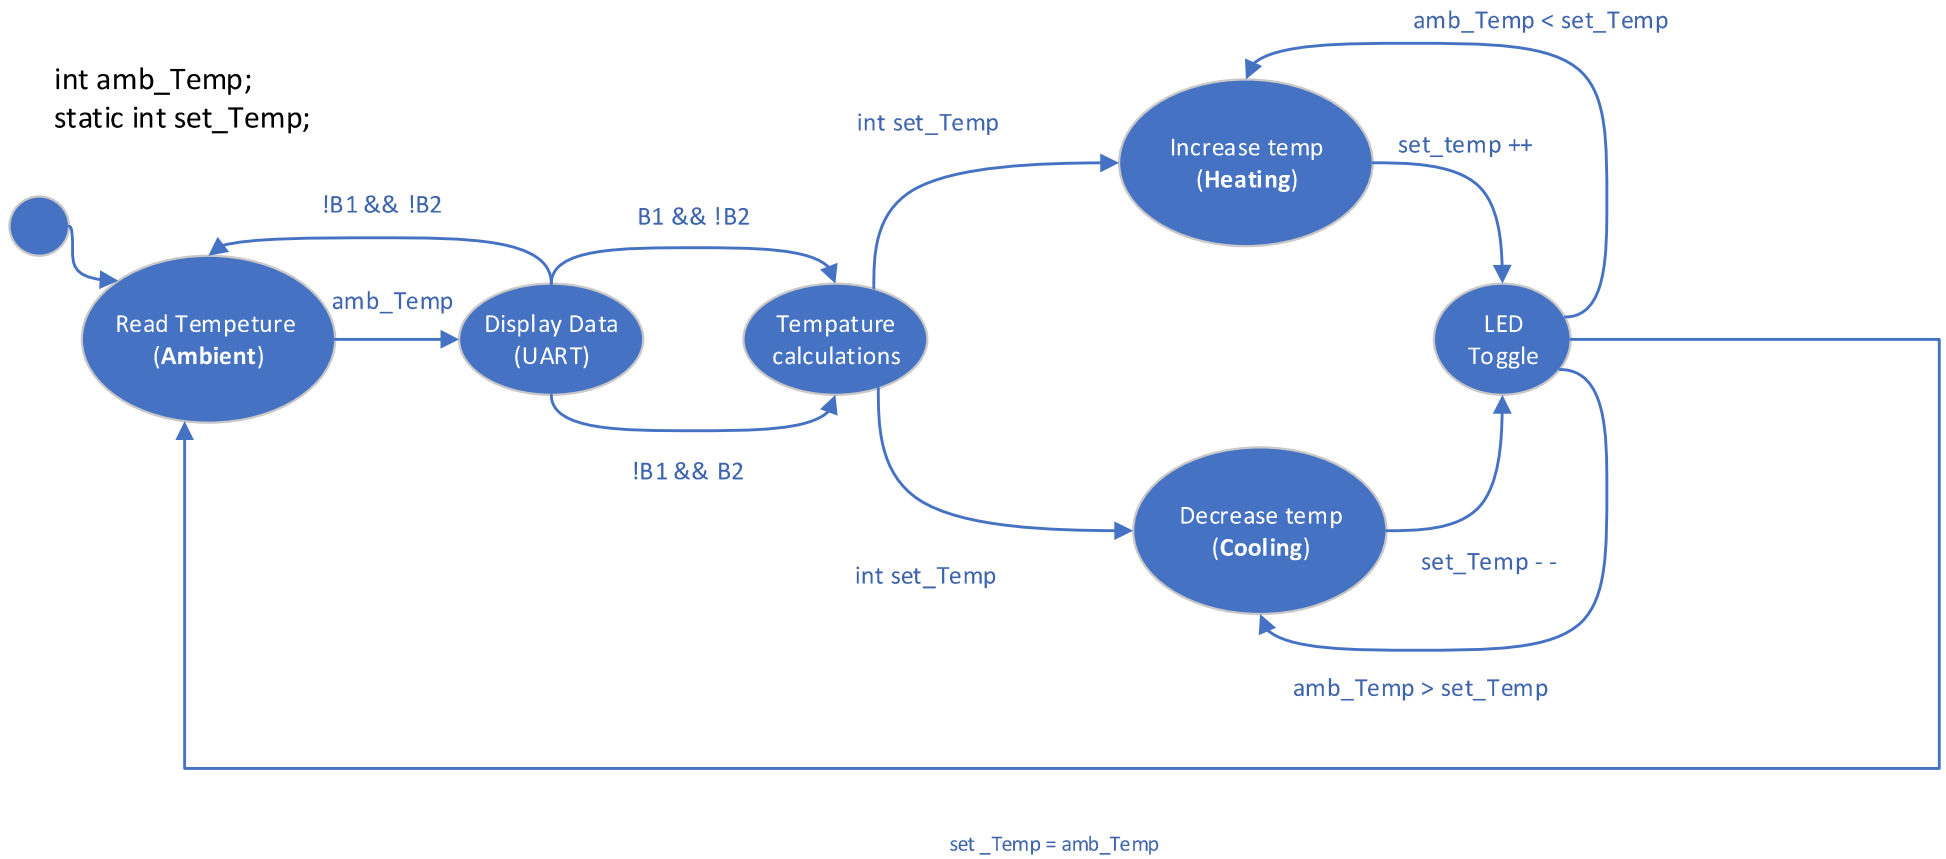 amb_Temp < set_Temp
int amb_Temp;
static int set_Temp;
int set_Temp
Increase temp
(Heating)
set_temp ++
!B1 && !B2
B1 && !B2
amb_Temp
Read Tempeture
(Ambient)
Display Data
(UART)
Tempature
calculations
LED
Toggle
!B1 && B2
int set_Temp
Decrease temp
(Cooling)
set_Temp - -
amb_Temp > set_Temp
set _Temp = amb_Temp